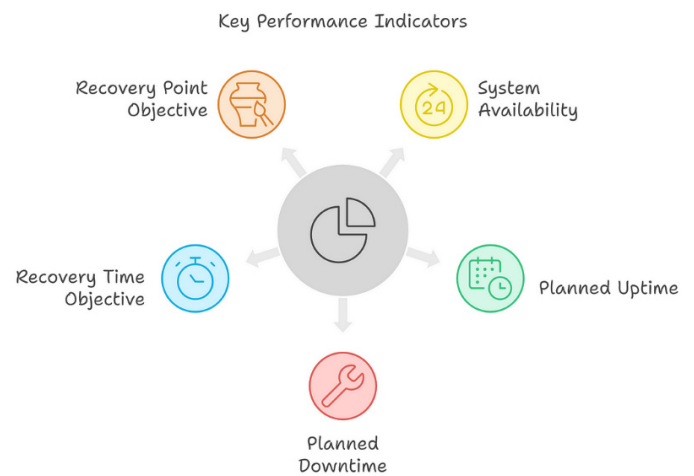 Key Performance Indicators
Recovery Point
Objective
24
System
Availability
Recovery Time
Objective
Planned Uptime
Planned
Downtime